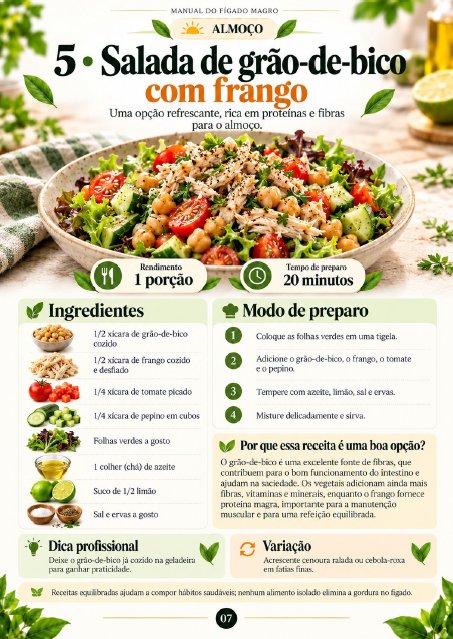 MANUAL DO FÍGADO MAGRO
ALMOÇO
5 • Salada de grão-de-bico
com frango
Uma opção refrescante, rica em proteínas e fibras
para o almoço.
Rendimento
1 porção
Tempo de preparo
20 minutos
Ingredientes
1/2 xícara de grão-de-bico
cozido
1/2 xícara de frango cozido
e desfiado
1/4 xícara de tomate picado
1/4 xícara de pepino em cubos
Folhas verdes a gosto
1 colher (chá) de azeite
Suco de 1/2 limão
Sal e ervas a gosto
Modo de preparo
1 Coloque as folhas verdes em uma tigela.
2 Adicione o grão-de-bico, o frango, o tomate
e o pepino.
3 Tempere com azeite, limão, sal e ervas.
4 Misture delicadamente e sirva.
Por que essa receita é uma boa opção?
O grão-de-bico é uma excelente fonte de fibras, que
contribuem para o bom funcionamento do intestino e
ajudam na saciedade. Os vegetais adicionam ainda mais
fibras, vitaminas e minerais, enquanto o frango fornece
proteína magra, importante para a manutenção
muscular e para uma refeição equilibrada.
Dica profissional
Deixe o grão-de-bico já cozido na geladeira
para ganhar praticidade.
Variação
Acrescente cenoura ralada ou cebola-roxa
em fatias finas.
Receitas equilibradas ajudam a compor hábitos saudáveis; nenhum alimento isolado elimina a gordura no fígado.
07